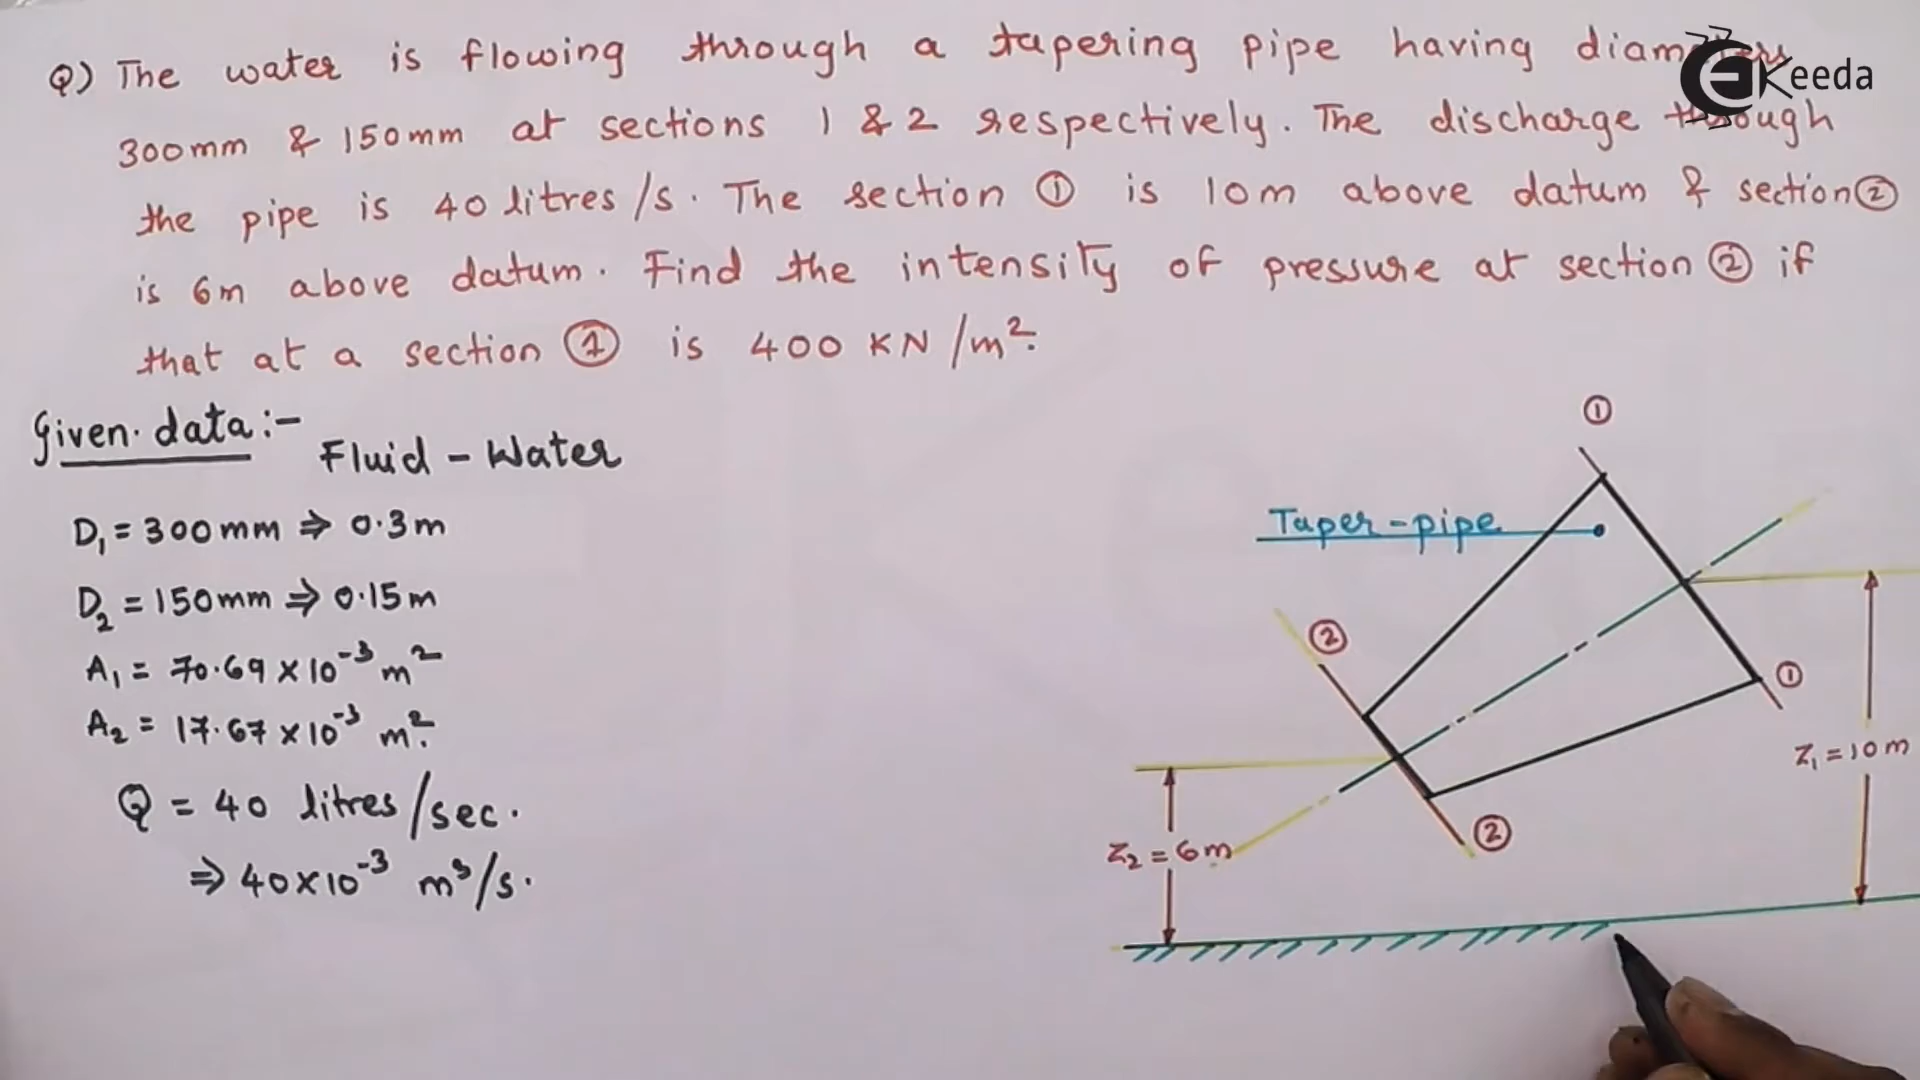 Q) The water is flowing through a tapering pipe having
Keeda
300mm & 150mm at sections 1 & 2 respectively. The discharge through
the pipe is 40 litres/s. The section ① is 10m above datum & section ②
is 6m above datum. Find the intensity of pressure at section ② if
that at a section ① is 400 KN/m².
Given. data :-
Fluid - Water
D₁ = 300mm ⇒ 0.3m
D₂ = 150mm ⇒ 0.15m
A₁ = 70.69 × 10⁻³ m²
A₂ = 17.67 × 10⁻³ m².
Q = 40 litres/sec.
⇒ 40×10⁻³ m³/s.
①
Taper-pipe
②
①
Z₁ = 10m
②
Z₂ = 6m